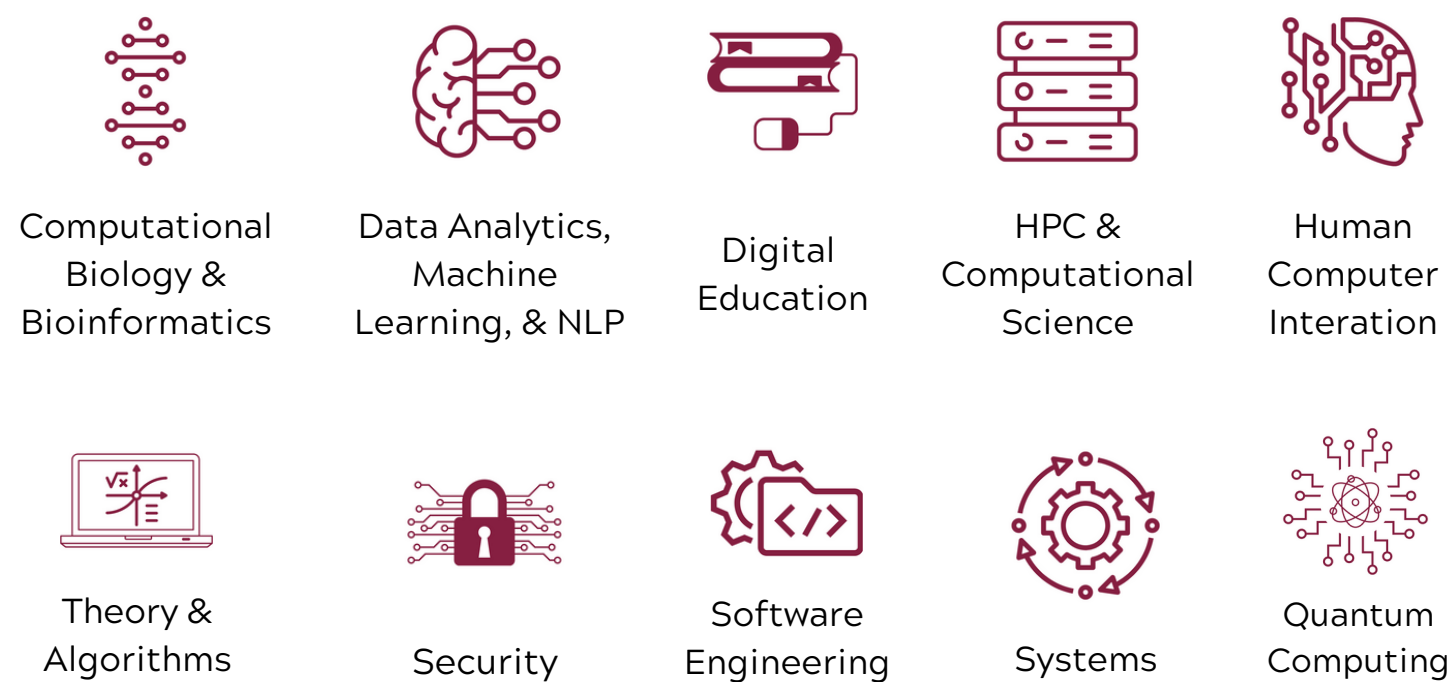 Computational
Biology &
Bioinformatics
Data Analytics,
Machine
Learning, & NLP
Digital
Education
HPC &
Computational
Science
Human
Computer
Interation
√x
</>
Theory &
Algorithms
Security
Software
Engineering
Systems
Quantum
Computing